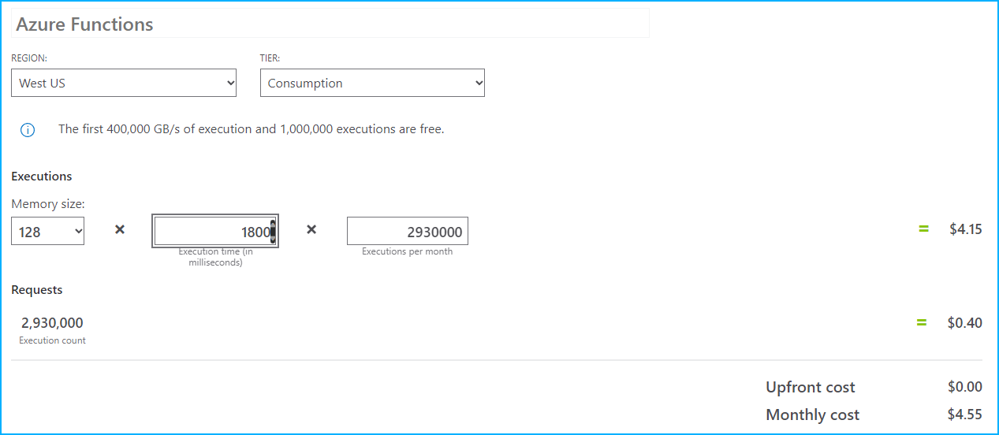 Azure Functions
REGION: TIER:
West US Consumption
The first 400,000 GB/s of execution and 1,000,000 executions are free.
Executions
Memory size:
128 × 1800 × 2930000 = $4.15
Execution time (in Executions per month
milliseconds)
Requests
2,930,000 = $0.40
Execution count
Upfront cost $0.00
Monthly cost $4.55